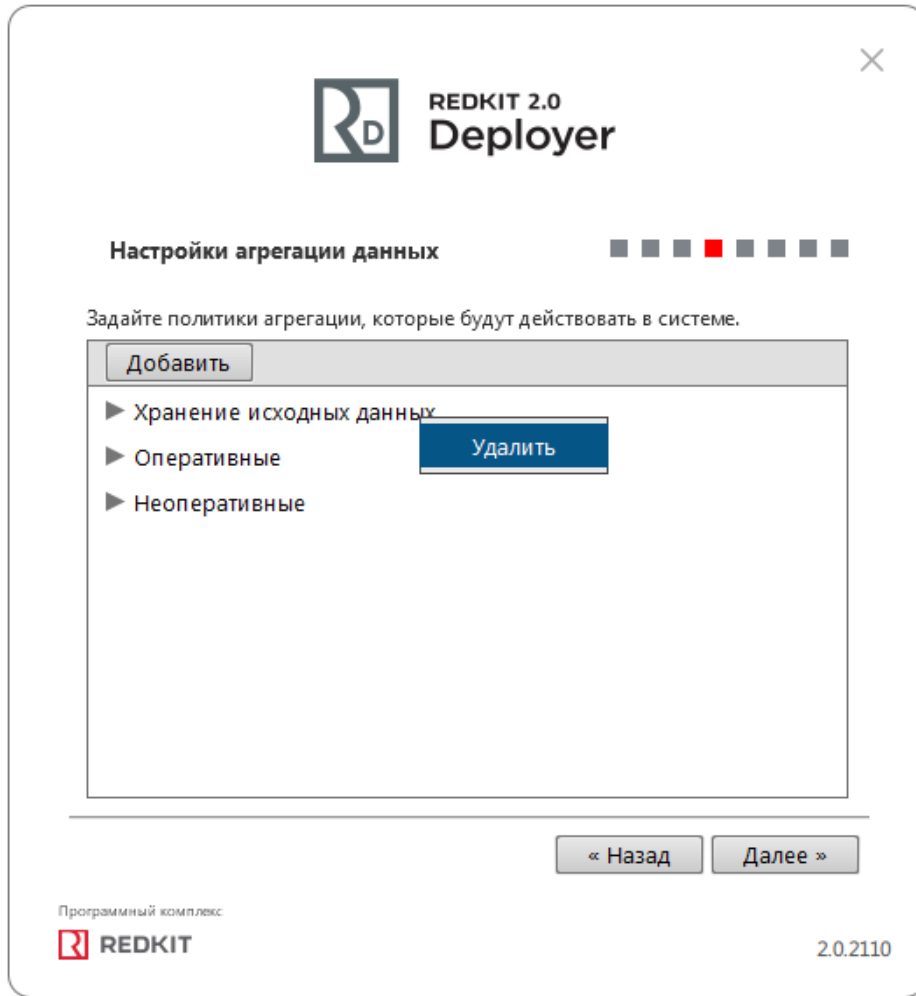 REDKIT 2.0
Deployer
Настройки агрегации данных
Задайте политики агрегации, которые будут действовать в системе.
Добавить
Хранение исходных данных
Удалить
Оперативные
Неоперативные
« Назад
Далее »
Программный комплекс
REDKIT
2.0.2110